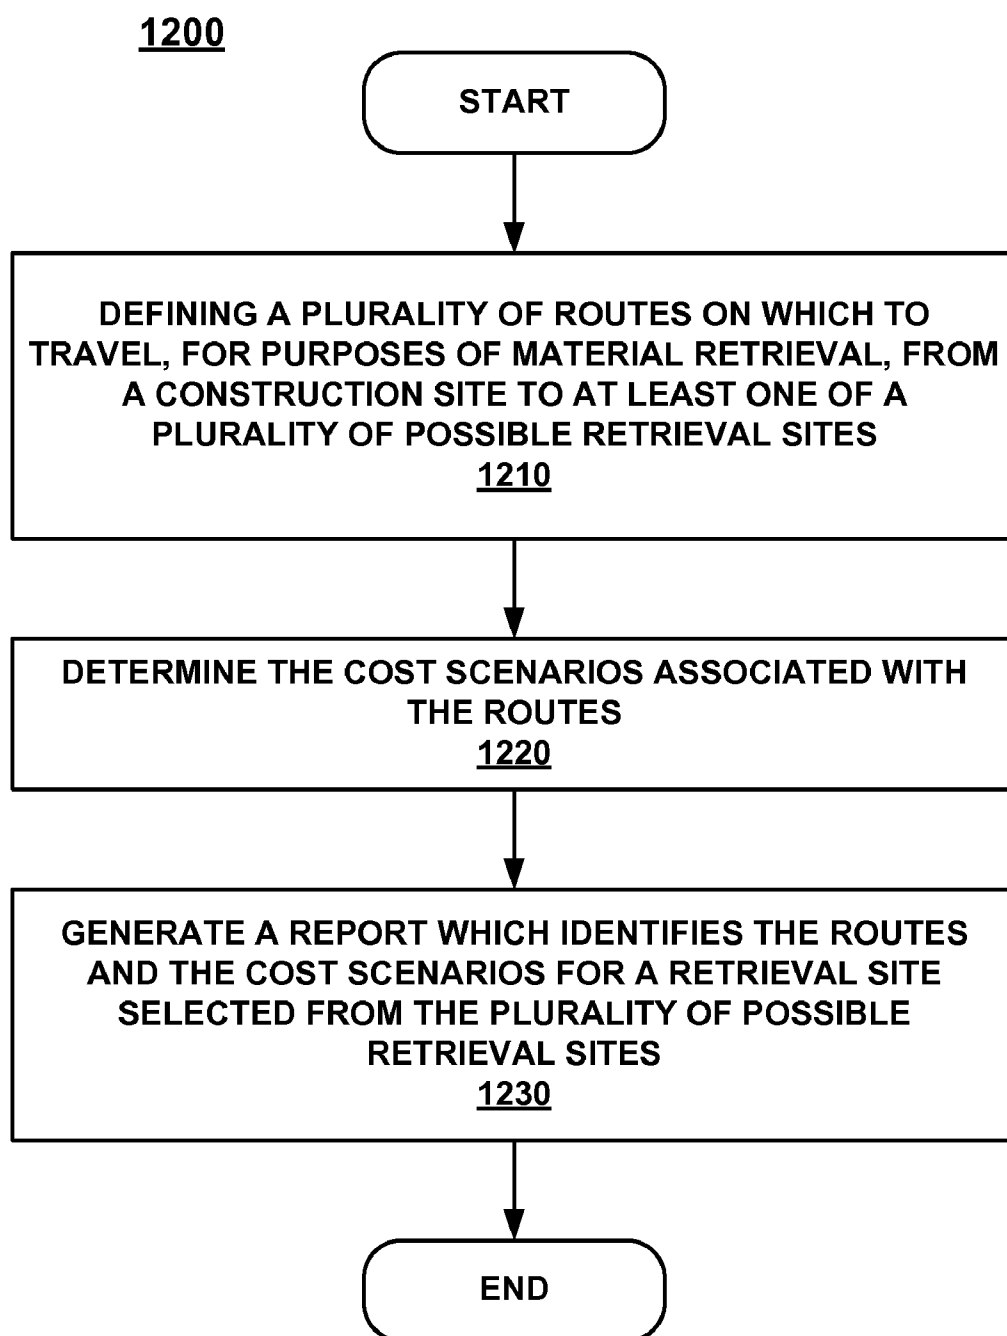 1200
START
DEFINING A PLURALITY OF ROUTES ON WHICH TO
TRAVEL, FOR PURPOSES OF MATERIAL RETRIEVAL, FROM
A CONSTRUCTION SITE TO AT LEAST ONE OF A
PLURALITY OF POSSIBLE RETRIEVAL SITES
1210
DETERMINE THE COST SCENARIOS ASSOCIATED WITH
THE ROUTES
1220
GENERATE A REPORT WHICH IDENTIFIES THE ROUTES
AND THE COST SCENARIOS FOR A RETRIEVAL SITE
SELECTED FROM THE PLURALITY OF POSSIBLE
RETRIEVAL SITES
1230
END